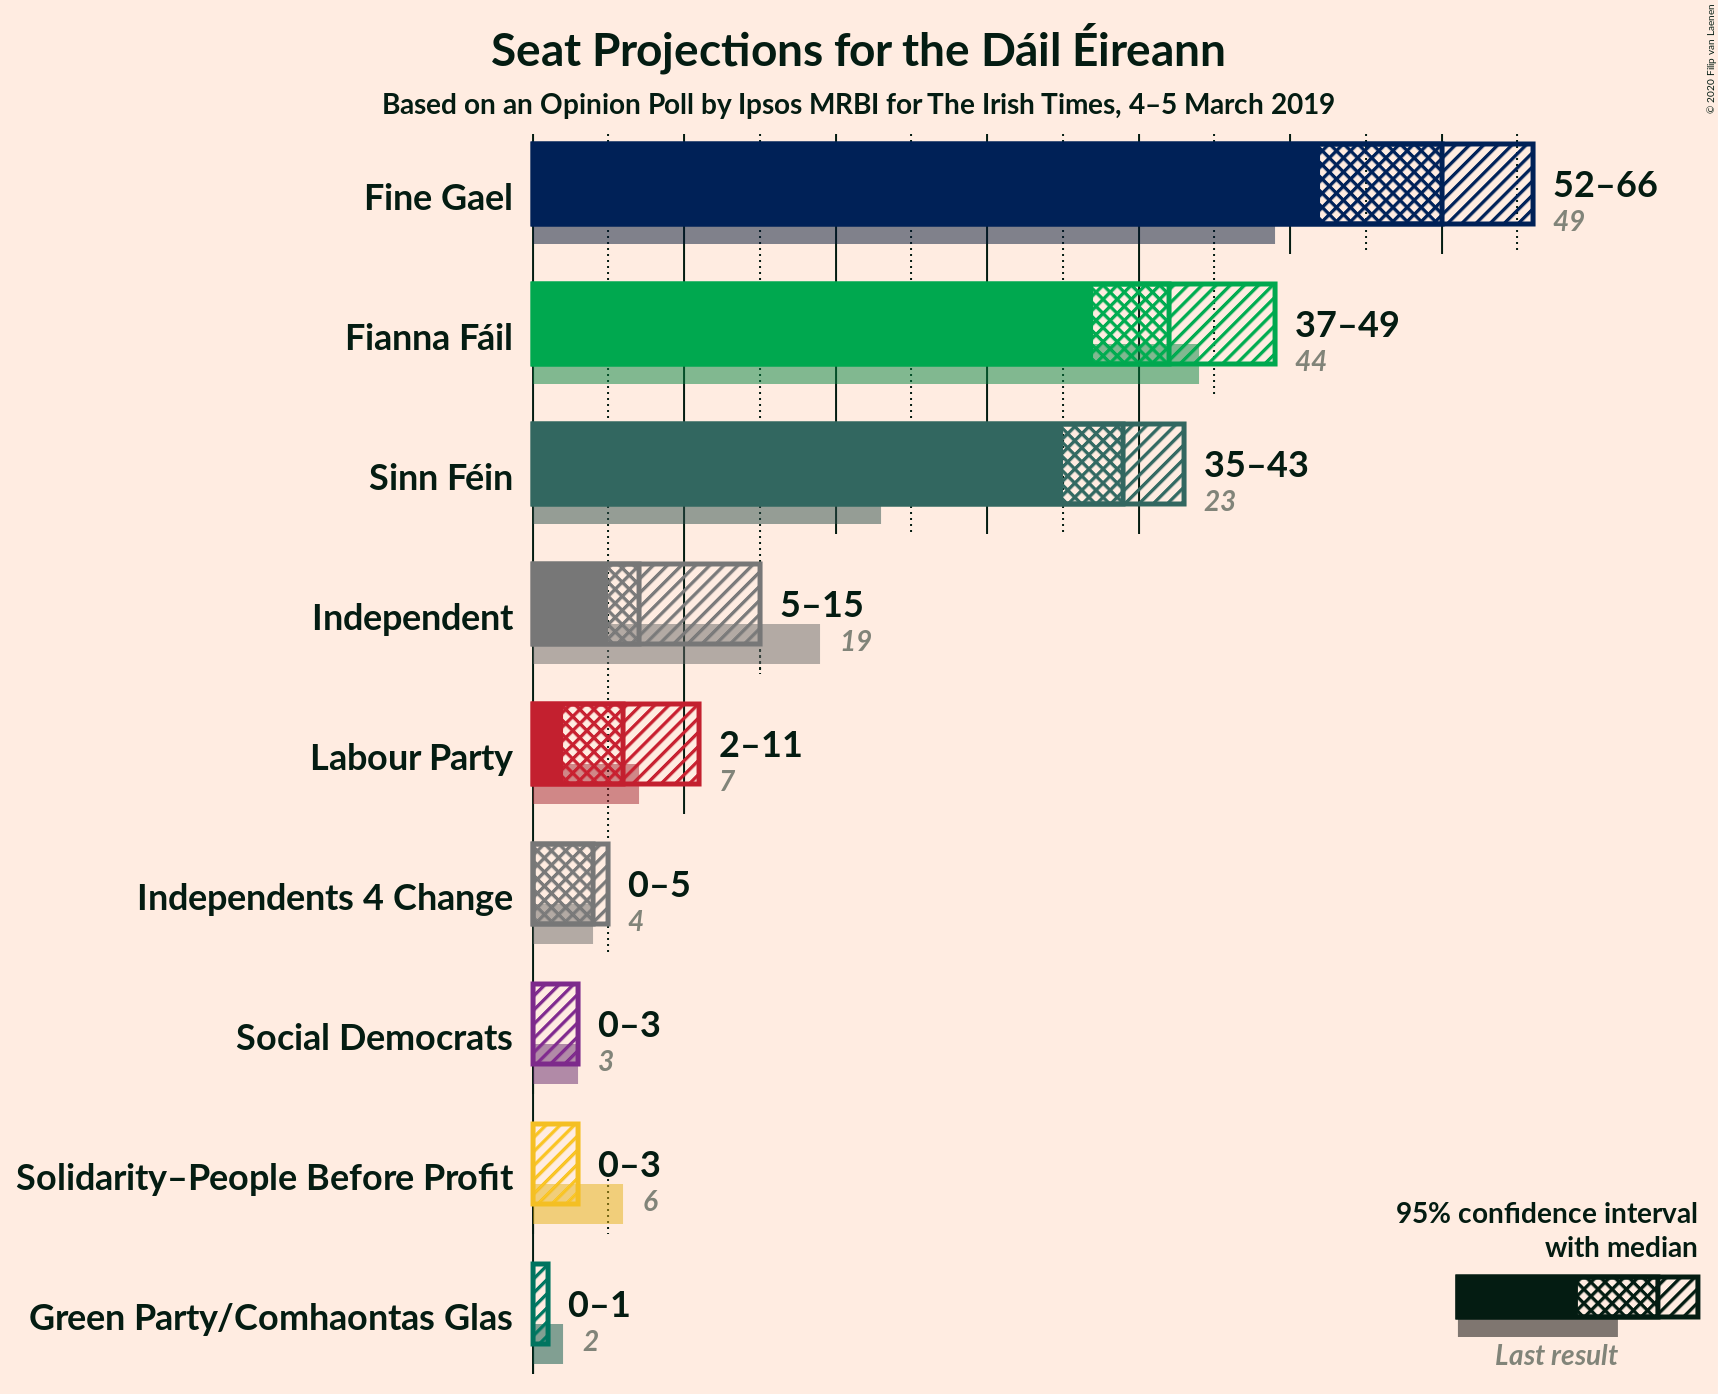 Seat Projections for the Dáil Éireann
Based on an Opinion Poll by Ipsos MRBI for The Irish Times, 4–5 March 2019
© 2020 Filip van Laenen
Fine Gael
52–66
49
Fianna Fáil
37–49
44
Sinn Féin
35–43
23
Independent
5–15
19
Labour Party
2–11
7
Independents 4 Change
0–5
4
Social Democrats
0–3
3
Solidarity–People Before Profit
0–3
6
Green Party/Comhaontas Glas
0–1
2
95% confidence interval
with median
Last result